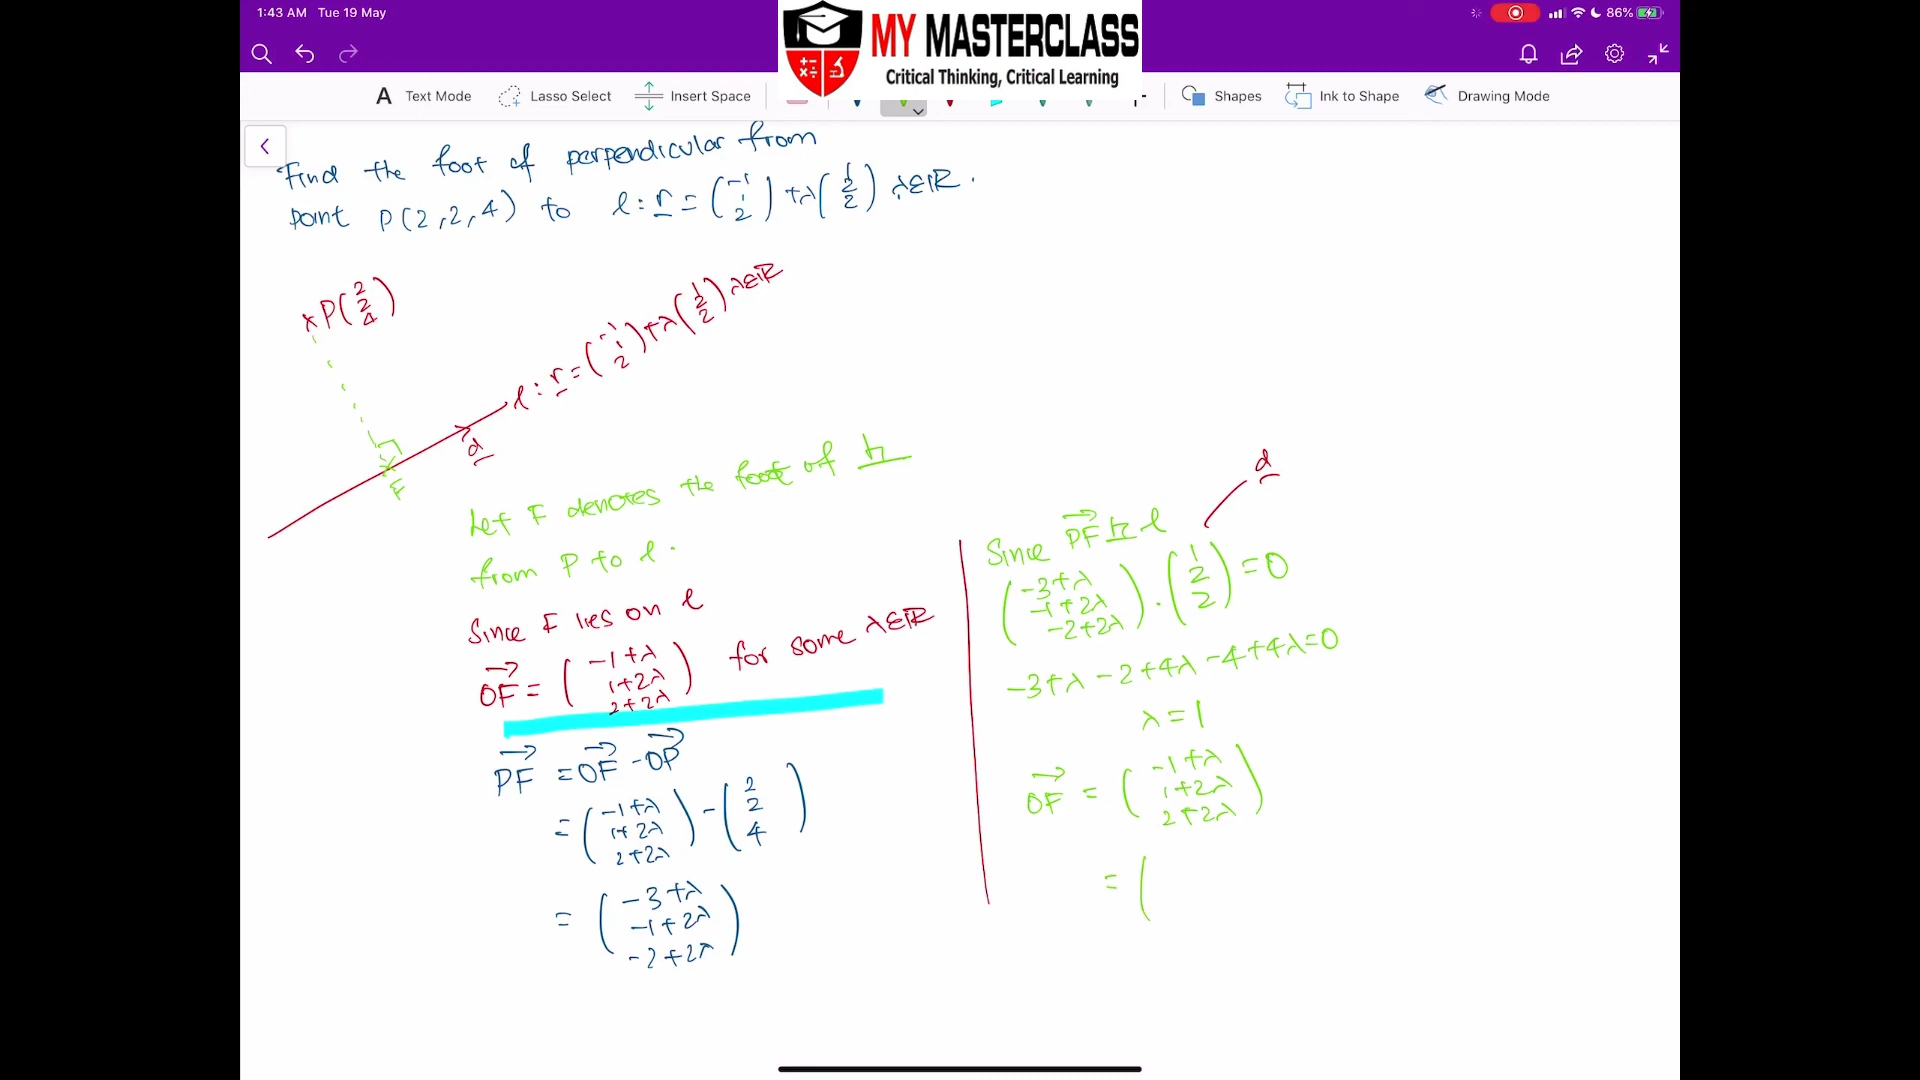 1:43 AM Tue 19 May
86%
MY MASTERCLASS
Critical Thinking, Critical Learning
A Text Mode
Lasso Select
Insert Space
Shapes
Ink to Shape
Drawing Mode
Find the foot of perpendicular from
point P(2,2,4) to l: r = (-1 1 2) + λ(1 2 2) λ∈ℝ.
×P(2 2 4)
l: r = (-1 1 2) + λ(1 2 2) λ∈ℝ
d
F
Let F denotes the foot of ⊥r
from P to l.
Since F lies on l
OF = (-1+λ 1+2λ 2+2λ) for some λ∈ℝ
PF = OF - OP
= (-1+λ 1+2λ 2+2λ) - (2 2 4)
= (-3+λ -1+2λ -2+2λ)
d
Since PF ⊥r l
(-3+λ -1+2λ -2+2λ) . (1 2 2) = 0
-3+λ-2+4λ-4+4λ=0
λ = 1
OF = (-1+λ 1+2λ 2+2λ)
= (